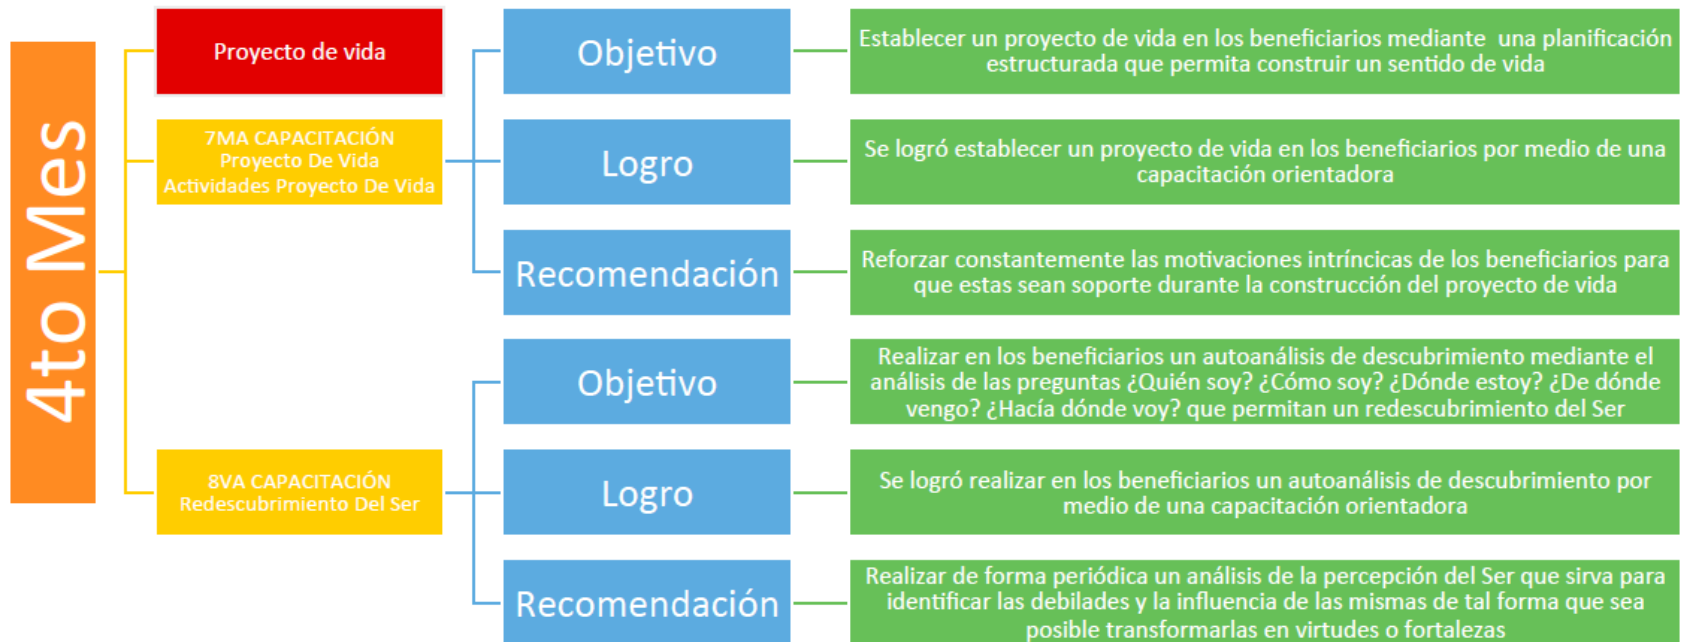 4to Mes
Proyecto de vida
7MA CAPACITACIÓN
Proyecto De Vida
Actividades Proyecto De Vida
Objetivo
Establecer un proyecto de vida en los beneficiarios mediante una planificación
estructurada que permita construir un sentido de vida
Logro
Se logró establecer un proyecto de vida en los beneficiarios por medio de una
capacitación orientadora
Recomendación
Reforzar constantemente las motivaciones intríncicas de los beneficiarios para
que estas sean soporte durante la construcción del proyecto de vida
8VA CAPACITACIÓN
Redescubrimiento Del Ser
Objetivo
Realizar en los beneficiarios un autoanálisis de descubrimiento mediante el
análisis de las preguntas ¿Quién soy? ¿Cómo soy? ¿Dónde estoy? ¿De dónde
vengo? ¿Hacía dónde voy? que permitan un redescubrimiento del Ser
Logro
Se logró realizar en los beneficiarios un autoanálisis de descubrimiento por
medio de una capacitación orientadora
Recomendación
Realizar de forma periódica un análisis de la percepción del Ser que sirva para
identificar las debilades y la influencia de las mismas de tal forma que sea
posible transformarlas en virtudes o fortalezas